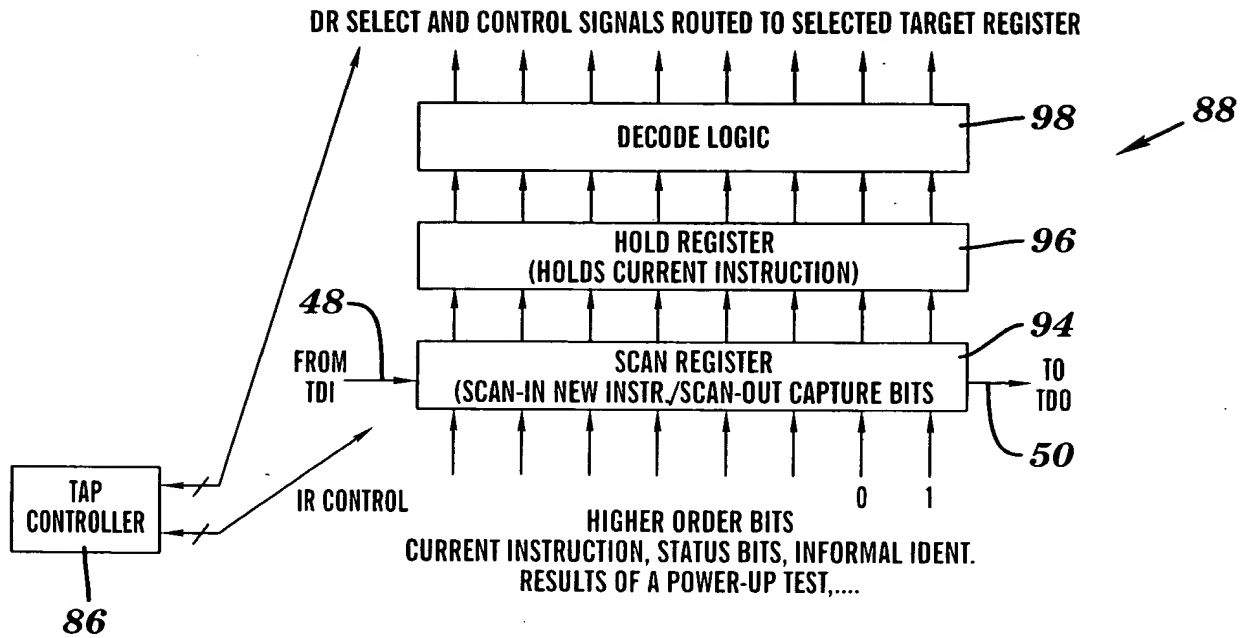 DR SELECT AND CONTROL SIGNALS ROUTED TO SELECTED TARGET REGISTER
DECODE LOGIC
98
88
HOLD REGISTER
(HOLDS CURRENT INSTRUCTION)
96
48
94
FROM
TDI
SCAN REGISTER
(SCAN-IN NEW INSTR./SCAN-OUT CAPTURE BITS
TO
TDO
50
TAP
CONTROLLER
86
IR CONTROL
0 1
HIGHER ORDER BITS
CURRENT INSTRUCTION, STATUS BITS, INFORMAL IDENT.
RESULTS OF A POWER-UP TEST,....